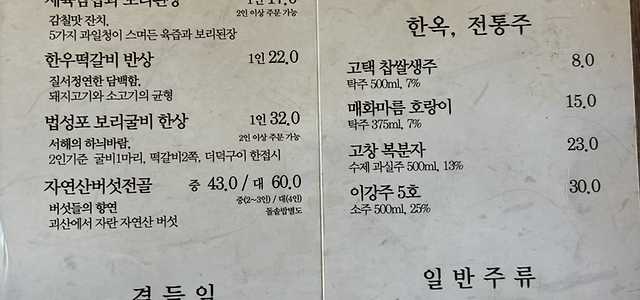 1인 17.0
2인 이상 주문 가능
감칠맛 잔치,
5가지 과일청이 스며든 육즙과 보리된장
한우떡갈비 반상 1인 22.0
질서정연한 담백함,
돼지고기와 소고기의 균형
법성포 보리굴비 한상 1인 32.0
2인 이상 주문 가능
서해의 하늬바람,
2인기준 굴비1마리, 떡갈비2쪽, 더덕구이 한접시
자연산버섯전골 중 43.0 / 대 60.0
중(2~3인) / 대(4인)
버섯들의 향연
돌솥밥별도
괴산에서 자란 자연산 버섯
곁들임
한옥, 전통주
고택 찹쌀생주 8.0
탁주 500ml, 7%
매화마름 호랑이 15.0
탁주 375ml, 7%
고창 복분자 23.0
수제 과실주 500ml, 13%
이강주 5호 30.0
소주 500ml, 25%
일반주류